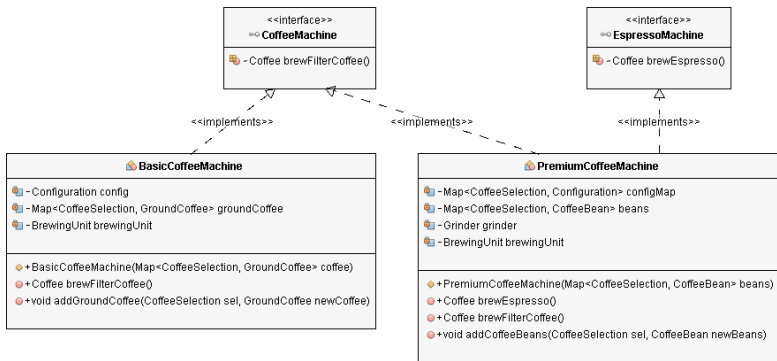 <<interface>>
CoffeeMachine
- Coffee brewFilterCoffee()
<<interface>>
EspressoMachine
- Coffee brewEspresso()
<<implements>>
<<implements>>
<<implements>>
BasicCoffeeMachine
- Configuration config
- Map<CoffeeSelection, GroundCoffee> groundCoffee
- BrewingUnit brewingUnit
+ BasicCoffeeMachine(Map<CoffeeSelection, GroundCoffee> coffee)
+ Coffee brewFilterCoffee()
+void addGroundCoffee(CoffeeSelection sel, GroundCoffee newCoffee)
PremiumCoffeeMachine
- Map<CoffeeSelection, Configuration> configMap
- Map<CoffeeSelection, CoffeeBean> beans
- Grinder grinder
- BrewingUnit brewingUnit
+ PremiumCoffeeMachine(Map<CoffeeSelection, CoffeeBean> beans)
+ Coffee brewEspresso()
+ Coffee brewFilterCoffee()
+void addCoffeeBeans(CoffeeSelection sel, CoffeeBean newBeans)